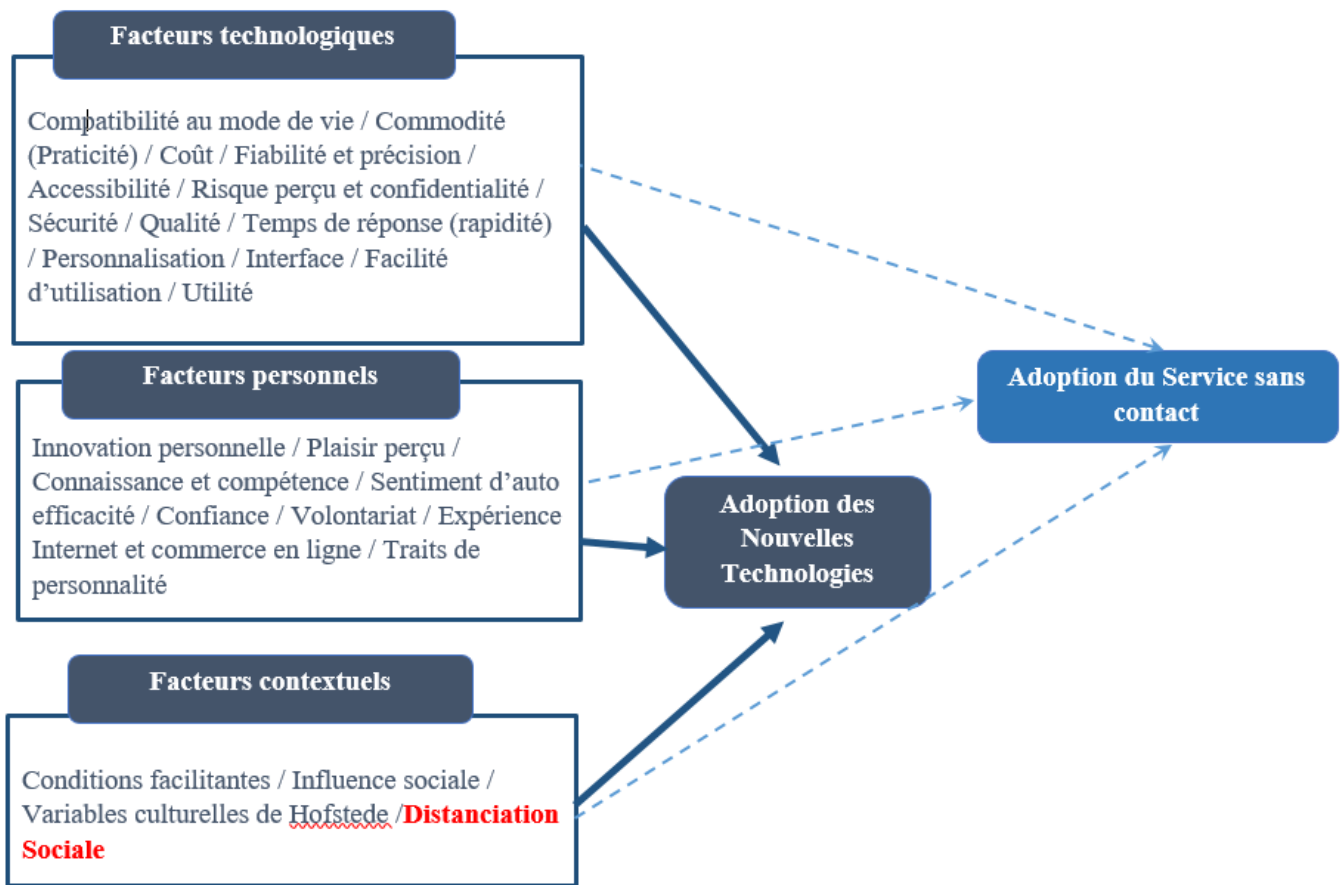 Facteurs technologiques
Compatibilité au mode de vie / Commodité
(Praticité) / Coût / Fiabilité et précision /
Accessibilité / Risque perçu et confidentialité /
Sécurité / Qualité / Temps de réponse (rapidité)
/ Personnalisation / Interface / Facilité
d’utilisation / Utilité
Facteurs personnels
Innovation personnelle / Plaisir perçu /
Connaissance et compétence / Sentiment d’auto
efficacité / Confiance / Volontariat / Expérience
Internet et commerce en ligne / Traits de
personnalité
Facteurs contextuels
Conditions facilitantes / Influence sociale /
Variables culturelles de Hofstede /Distanciation
Sociale
Adoption des
Nouvelles
Technologies
Adoption du Service sans
contact